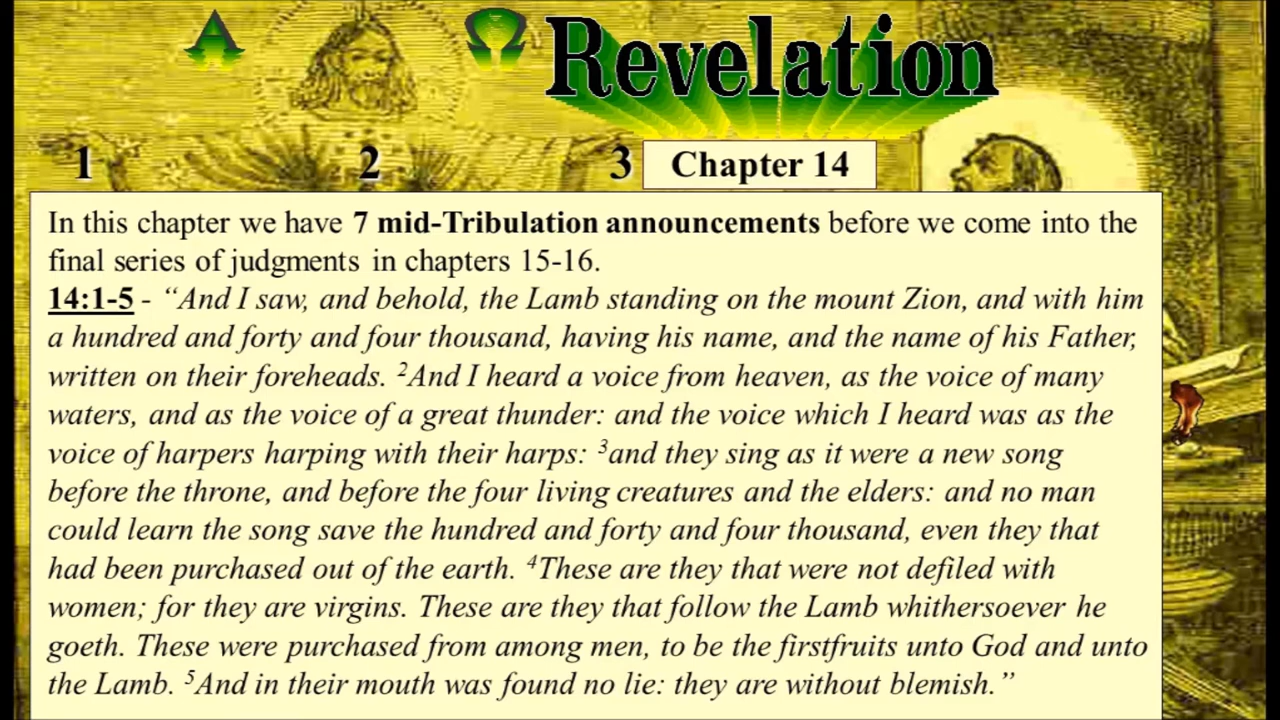 Α Ω Revelation
1 2 3 Chapter 14
In this chapter we have 7 mid-Tribulation announcements before we come into the
final series of judgments in chapters 15-16.
14:1-5 - “And I saw, and behold, the Lamb standing on the mount Zion, and with him
a hundred and forty and four thousand, having his name, and the name of his Father,
written on their foreheads. ²And I heard a voice from heaven, as the voice of many
waters, and as the voice of a great thunder: and the voice which I heard was as the
voice of harpers harping with their harps: ³and they sing as it were a new song
before the throne, and before the four living creatures and the elders: and no man
could learn the song save the hundred and forty and four thousand, even they that
had been purchased out of the earth. ⁴These are they that were not defiled with
women; for they are virgins. These are they that follow the Lamb whithersoever he
goeth. These were purchased from among men, to be the firstfruits unto God and unto
the Lamb. ⁵And in their mouth was found no lie: they are without blemish.”